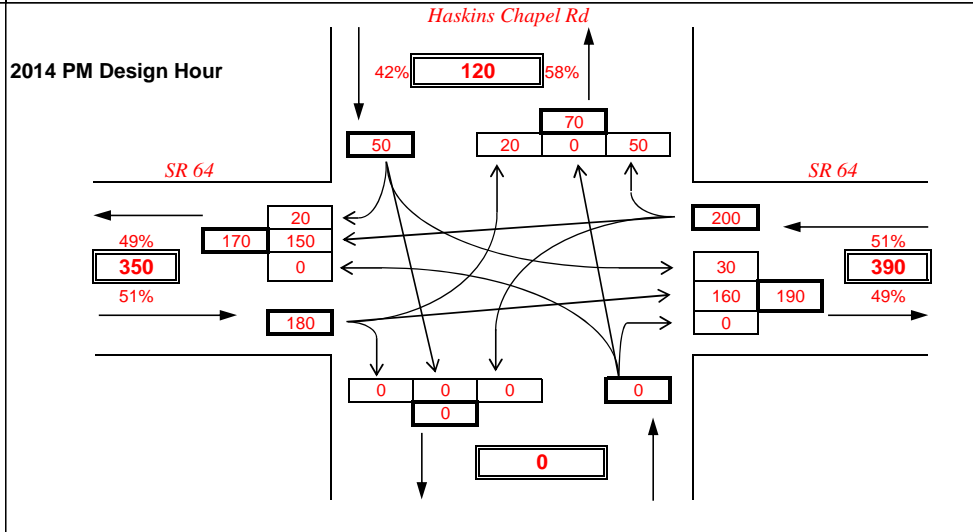 Haskins Chapel Rd
2014 PM Design Hour
42% 120 58%
70
50 20 0 50
SR 64 SR 64
20 200
49% 170 150 51%
350 0 30 390
51% 160 190 49%
180 0
0 0 0 0
0
0